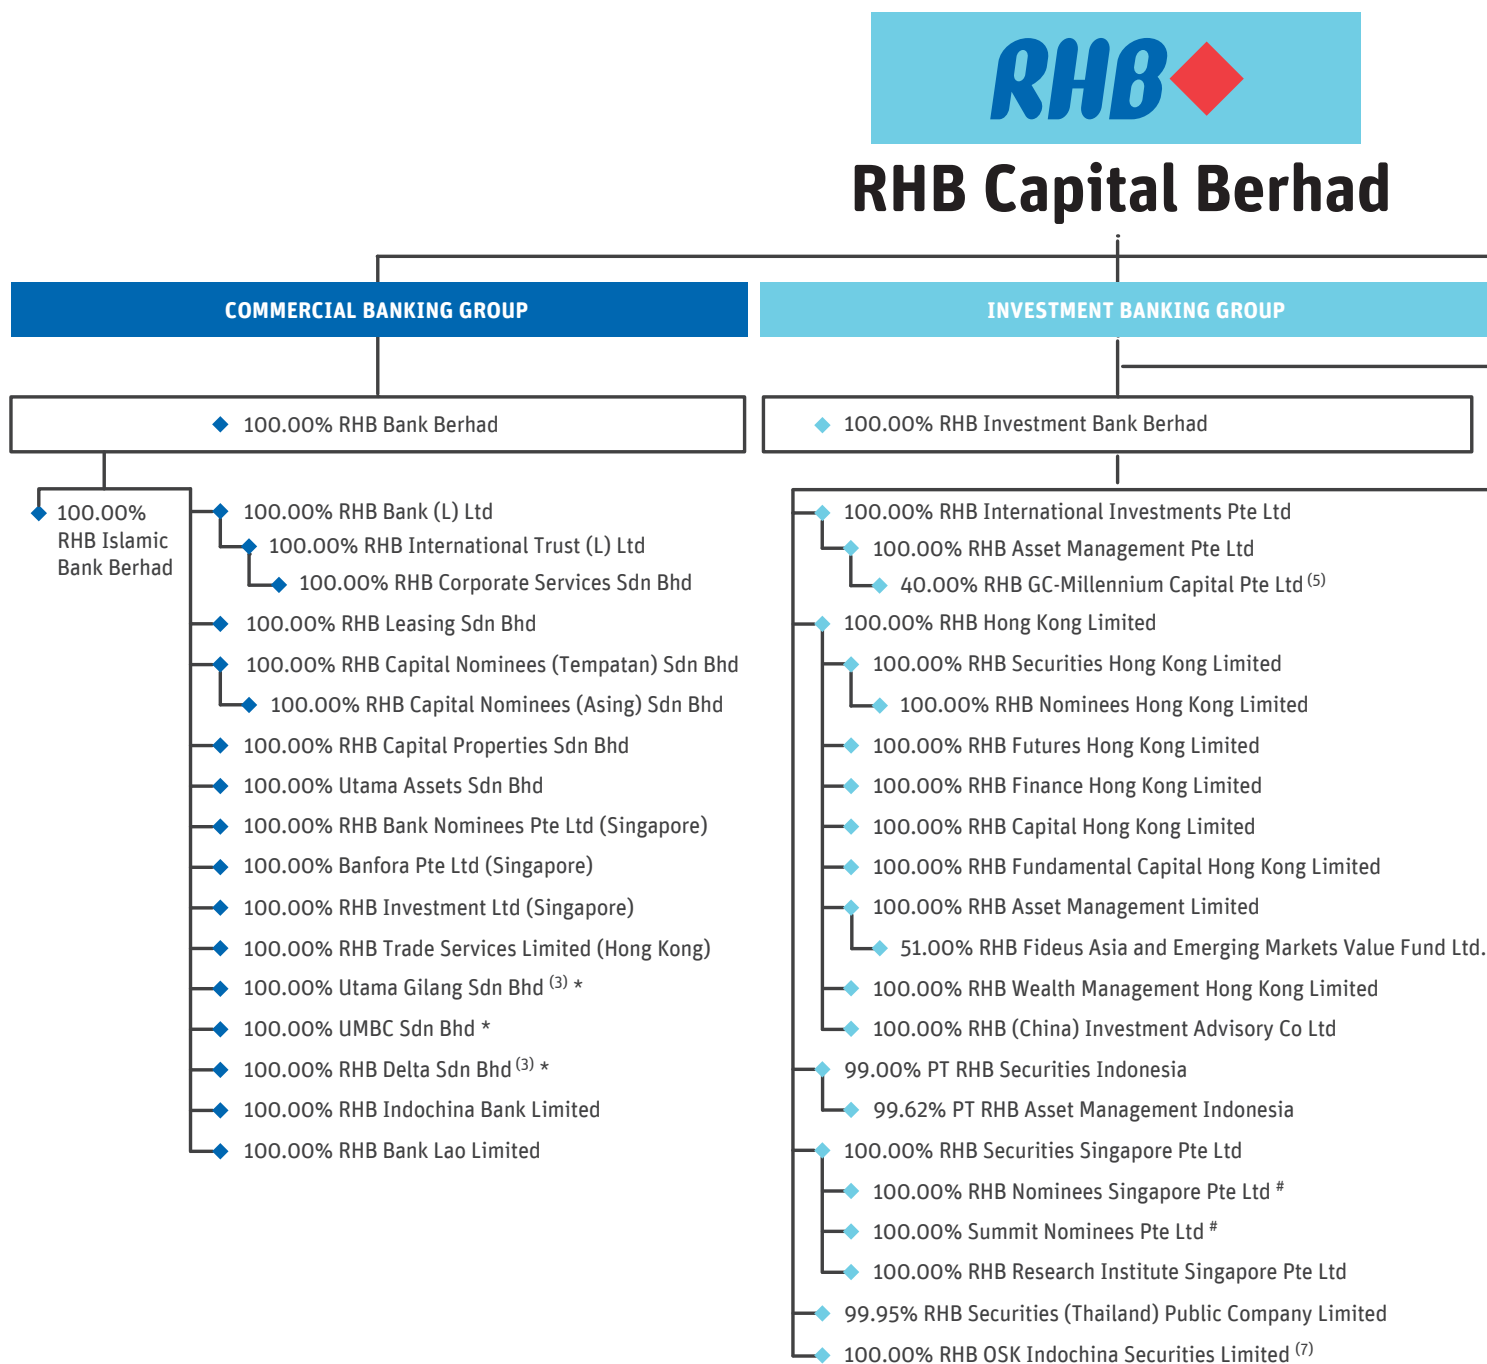 RHB
RHB Capital Berhad
COMMERCIAL BANKING GROUP
100.00% RHB Bank Berhad
100.00%
RHB Islamic
Bank Berhad
100.00% RHB Bank (L) Ltd
100.00% RHB International Trust (L) Ltd
100.00% RHB Corporate Services Sdn Bhd
100.00% RHB Leasing Sdn Bhd
100.00% RHB Capital Nominees (Tempatan) Sdn Bhd
100.00% RHB Capital Nominees (Asing) Sdn Bhd
100.00% RHB Capital Properties Sdn Bhd
100.00% Utama Assets Sdn Bhd
100.00% RHB Bank Nominees Pte Ltd (Singapore)
100.00% Banfora Pte Ltd (Singapore)
100.00% RHB Investment Ltd (Singapore)
100.00% RHB Trade Services Limited (Hong Kong)
100.00% Utama Gilang Sdn Bhd (3) *
100.00% UMBC Sdn Bhd *
100.00% RHB Delta Sdn Bhd (3) *
100.00% RHB Indochina Bank Limited
100.00% RHB Bank Lao Limited
INVESTMENT BANKING GROUP
100.00% RHB Investment Bank Berhad
100.00% RHB International Investments Pte Ltd
100.00% RHB Asset Management Pte Ltd
40.00% RHB GC-Millennium Capital Pte Ltd (5)
100.00% RHB Hong Kong Limited
100.00% RHB Securities Hong Kong Limited
100.00% RHB Nominees Hong Kong Limited
100.00% RHB Futures Hong Kong Limited
100.00% RHB Finance Hong Kong Limited
100.00% RHB Capital Hong Kong Limited
100.00% RHB Fundamental Capital Hong Kong Limited
100.00% RHB Asset Management Limited
51.00% RHB Fideus Asia and Emerging Markets Value Fund Ltd.
100.00% RHB Wealth Management Hong Kong Limited
100.00% RHB (China) Investment Advisory Co Ltd
99.00% PT RHB Securities Indonesia
99.62% PT RHB Asset Management Indonesia
100.00% RHB Securities Singapore Pte Ltd
100.00% RHB Nominees Singapore Pte Ltd #
100.00% Summit Nominees Pte Ltd #
100.00% RHB Research Institute Singapore Pte Ltd
99.95% RHB Securities (Thailand) Public Company Limited
100.00% RHB OSK Indochina Securities Limited (7)